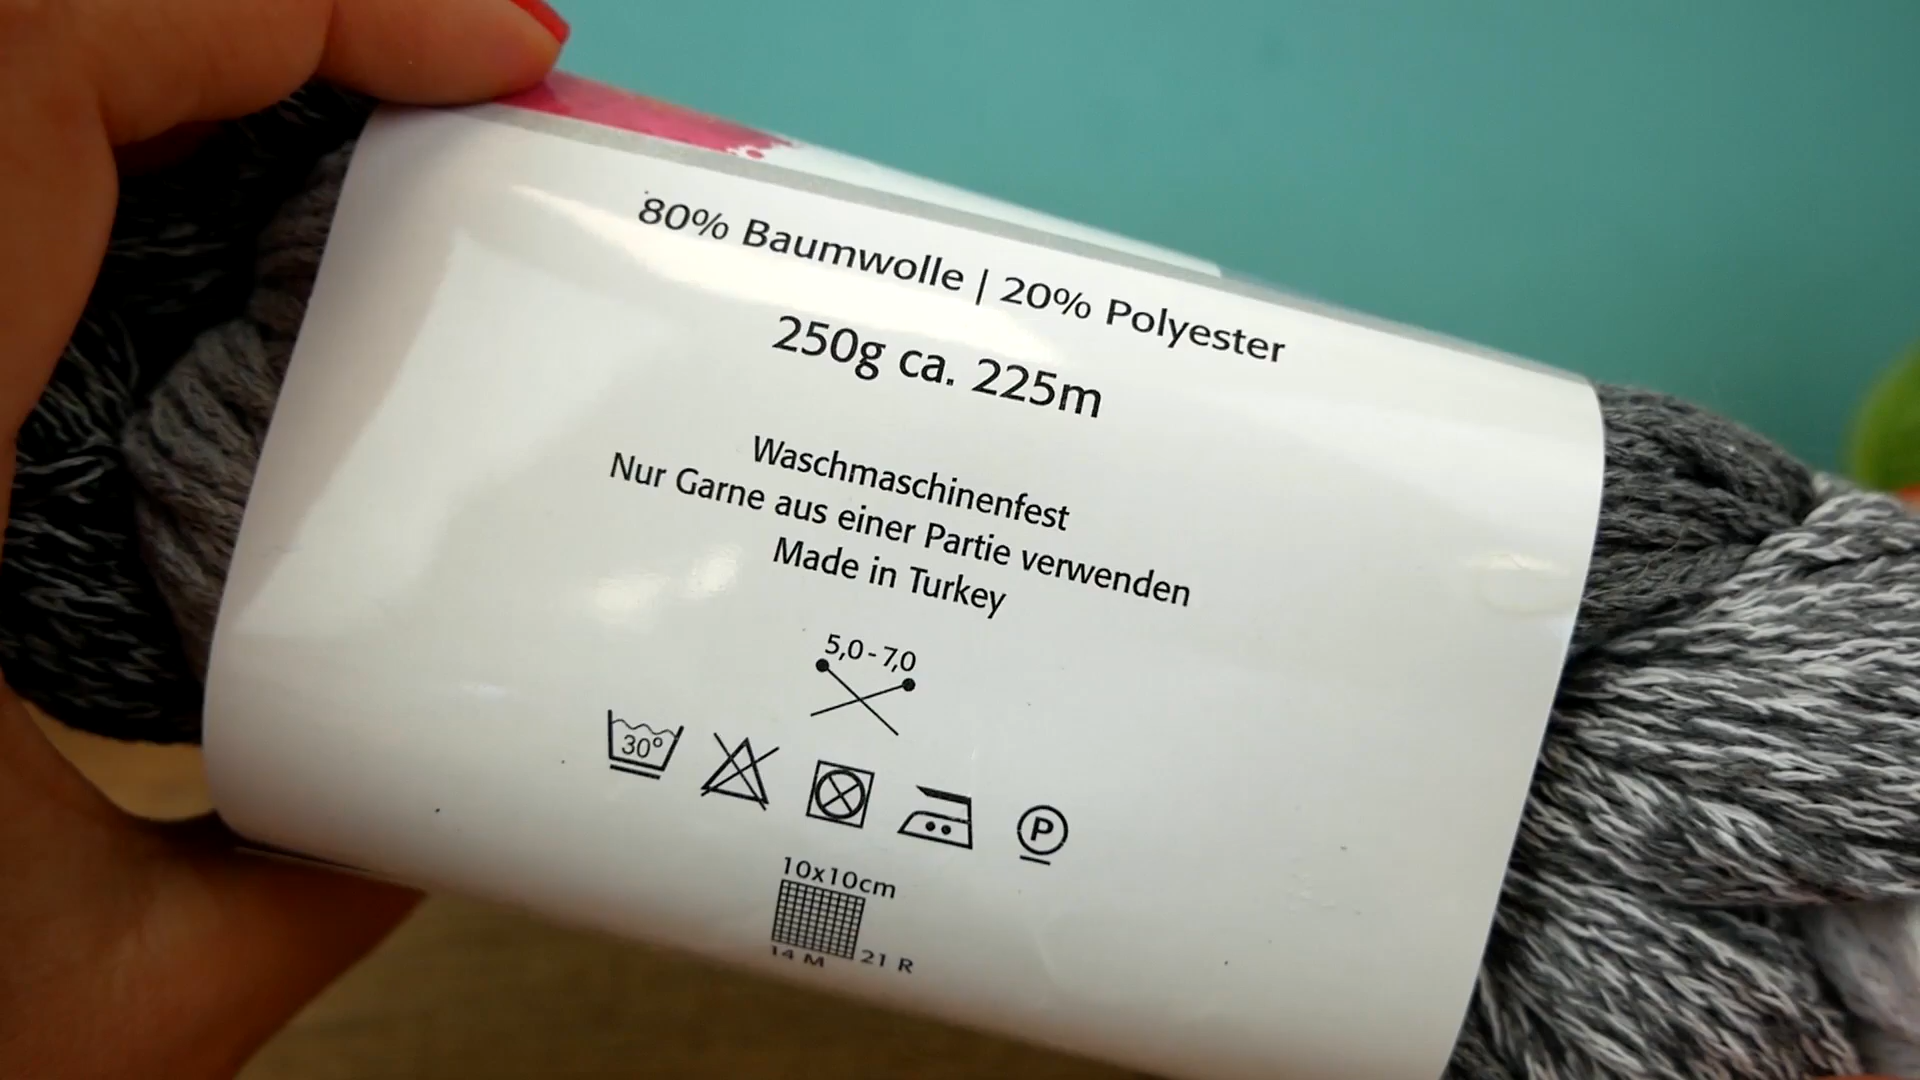 80% Baumwolle | 20% Polyester
250g ca. 225m
Waschmaschinenfest
Nur Garne aus einer Partie verwenden
Made in Turkey
5,0 - 7,0
30°
P
10x10cm
14 M
21 R